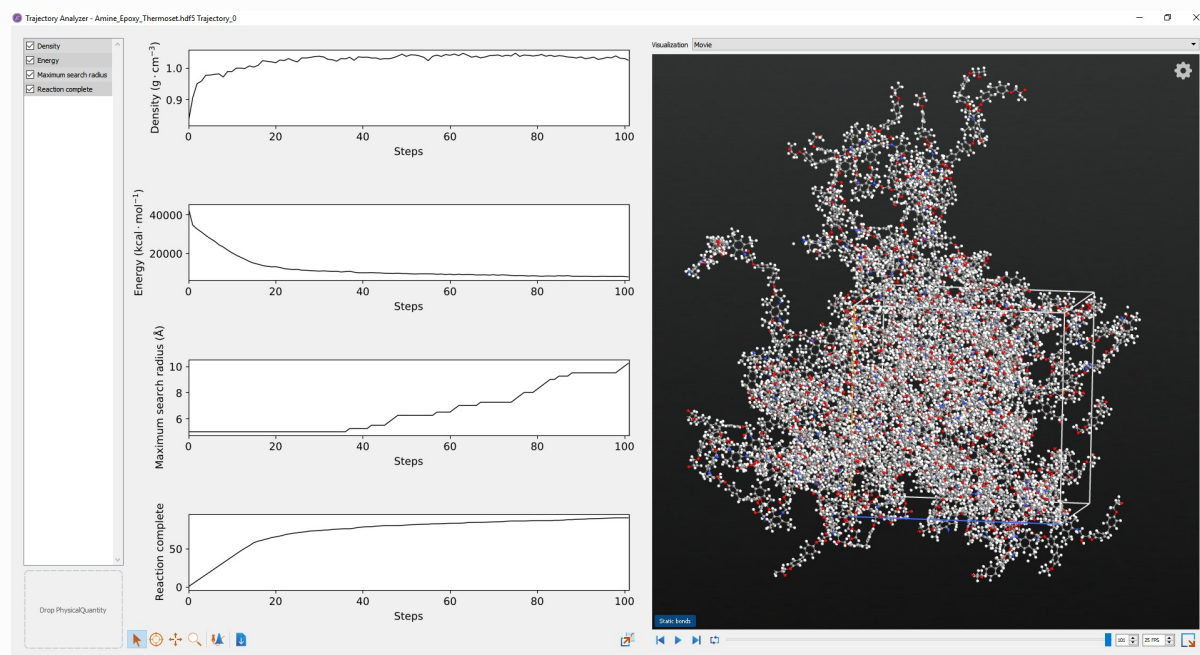 Trajectory Analyzer - Amine_Epoxy_Thermoset.hdf5 Trajectory_0
Density
Energy
Maximum search radius
Reaction complete
Drop PhysicalQuantity
Density (g · cm⁻³)
1.0
0.9
0 20 40 60 80 100
Steps
Energy (kcal · mol⁻¹)
40000
20000
0 20 40 60 80 100
Steps
Maximum search radius (Å)
10
8
6
0 20 40 60 80 100
Steps
Reaction complete
50
0
0 20 40 60 80 100
Steps
Visualization Movie
Static bonds
101 25 FPS